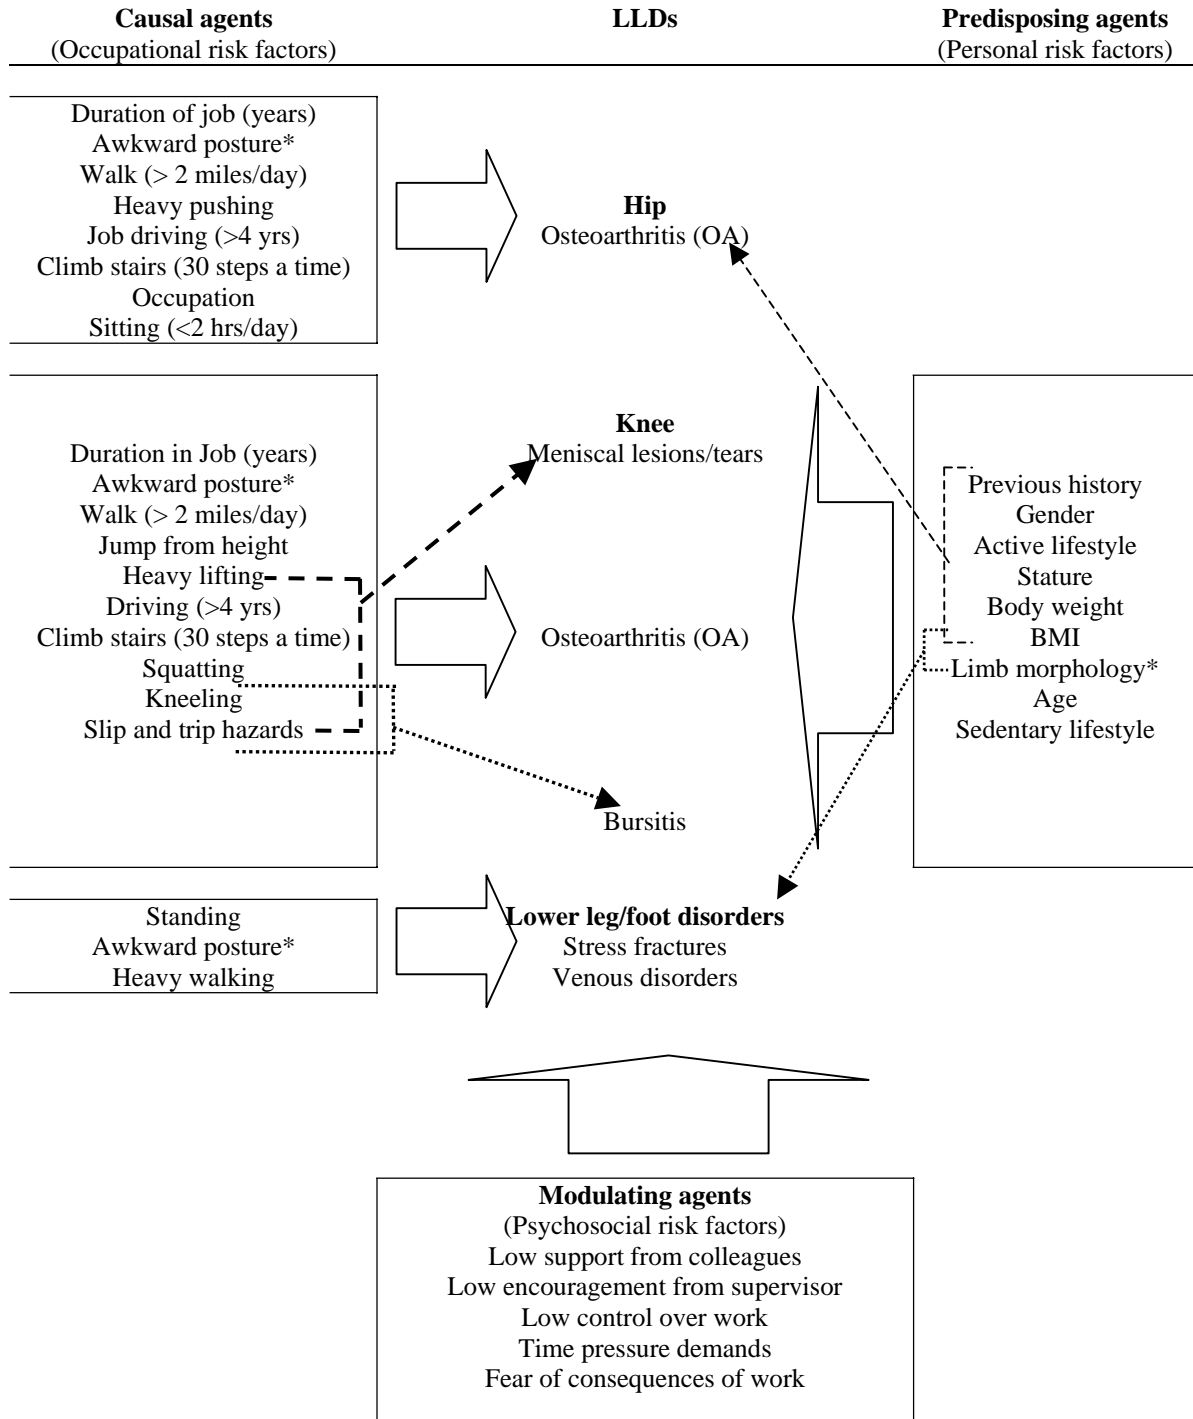 Causal agents
(Occupational risk factors)
LLDs
Predisposing agents
(Personal risk factors)
Duration of job (years)
Awkward posture*
Walk (> 2 miles/day)
Heavy pushing
Job driving (>4 yrs)
Climb stairs (30 steps a time)
Occupation
Sitting (<2 hrs/day)
Hip
Osteoarthritis (OA)
Duration in Job (years)
Awkward posture*
Walk (> 2 miles/day)
Jump from height
Heavy lifting
Driving (>4 yrs)
Climb stairs (30 steps a time)
Squatting
Kneeling
Slip and trip hazards
Knee
Meniscal lesions/tears
Osteoarthritis (OA)
Bursitis
Previous history
Gender
Active lifestyle
Stature
Body weight
BMI
Limb morphology*
Age
Sedentary lifestyle
Standing
Awkward posture*
Heavy walking
Lower leg/foot disorders
Stress fractures
Venous disorders
Modulating agents
(Psychosocial risk factors)
Low support from colleagues
Low encouragement from supervisor
Low control over work
Time pressure demands
Fear of consequences of work